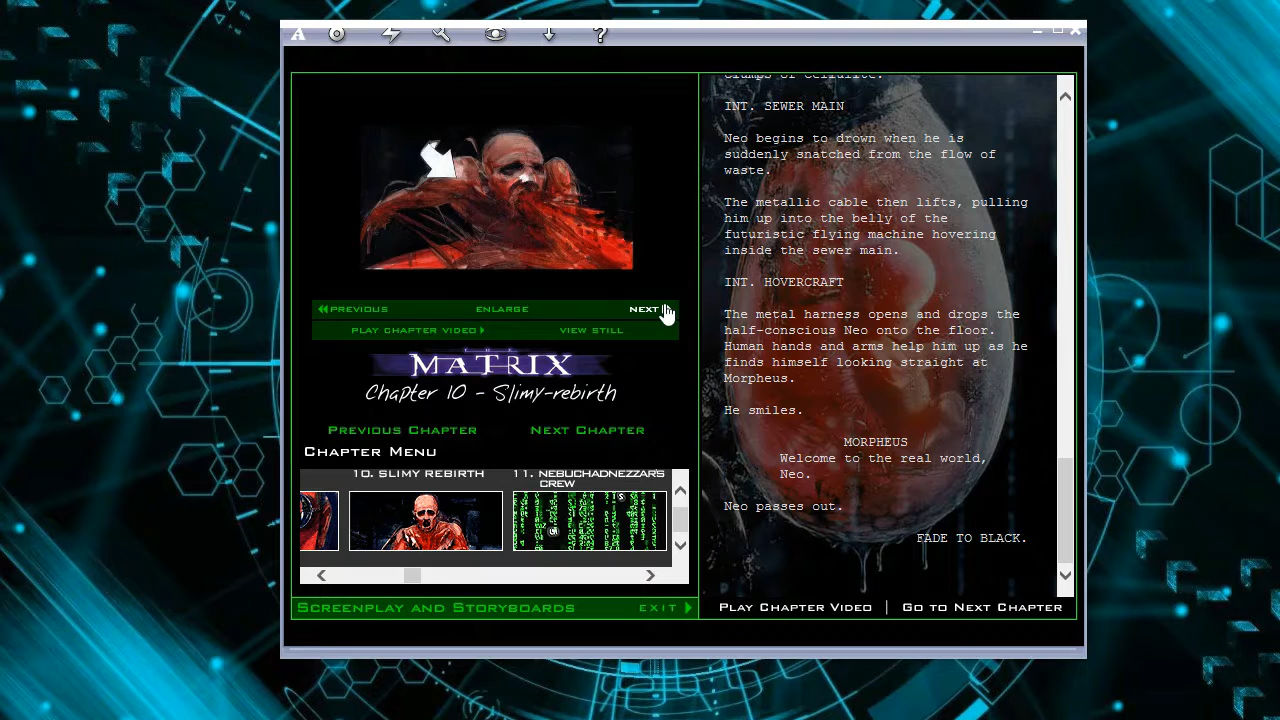 PREVIOUS
ENLARGE
NEXT
PLAY CHAPTER VIDEO
VIEW STILL
THE
MATRIX
Chapter 10 - Slimy-rebirth
PREVIOUS CHAPTER
NEXT CHAPTER
CHAPTER MENU
10. SLIMY REBIRTH
11. NEBUCHADNEZZAR'S
CREW
SCREENPLAY AND STORYBOARDS
EXIT
clumps of cellulite.
INT. SEWER MAIN
Neo begins to drown when he is
suddenly snatched from the flow of
waste.
The metallic cable then lifts, pulling
him up into the belly of the
futuristic flying machine hovering
inside the sewer main.
INT. HOVERCRAFT
The metal harness opens and drops the
half-conscious Neo onto the floor.
Human hands and arms help him up as he
finds himself looking straight at
Morpheus.
He smiles.
MORPHEUS
Welcome to the real world,
Neo.
Neo passes out.
FADE TO BLACK.
PLAY CHAPTER VIDEO | GO TO NEXT CHAPTER